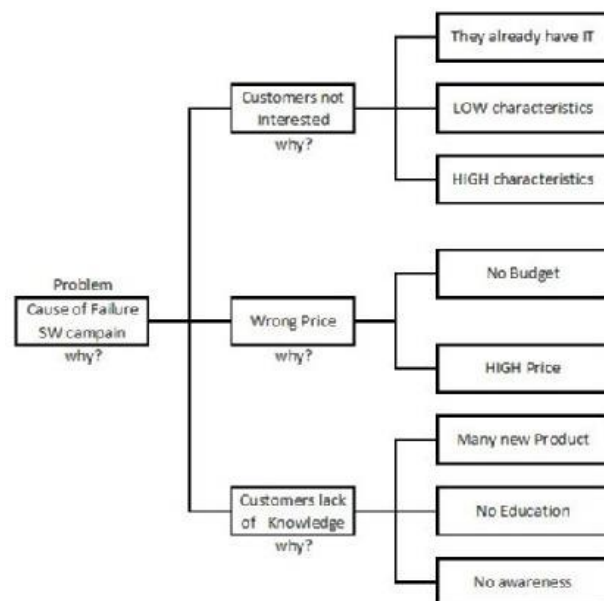 They already have IT
Customers not
Interested
why?
LOW characteristics
HIGH characteristics
No Budget
Problem
Cause of Failure
SW campain
why?
Wrong Price
why?
HIGH Price
Many new Product
Customers lack
of Knowledge
why?
No Education
No awareness